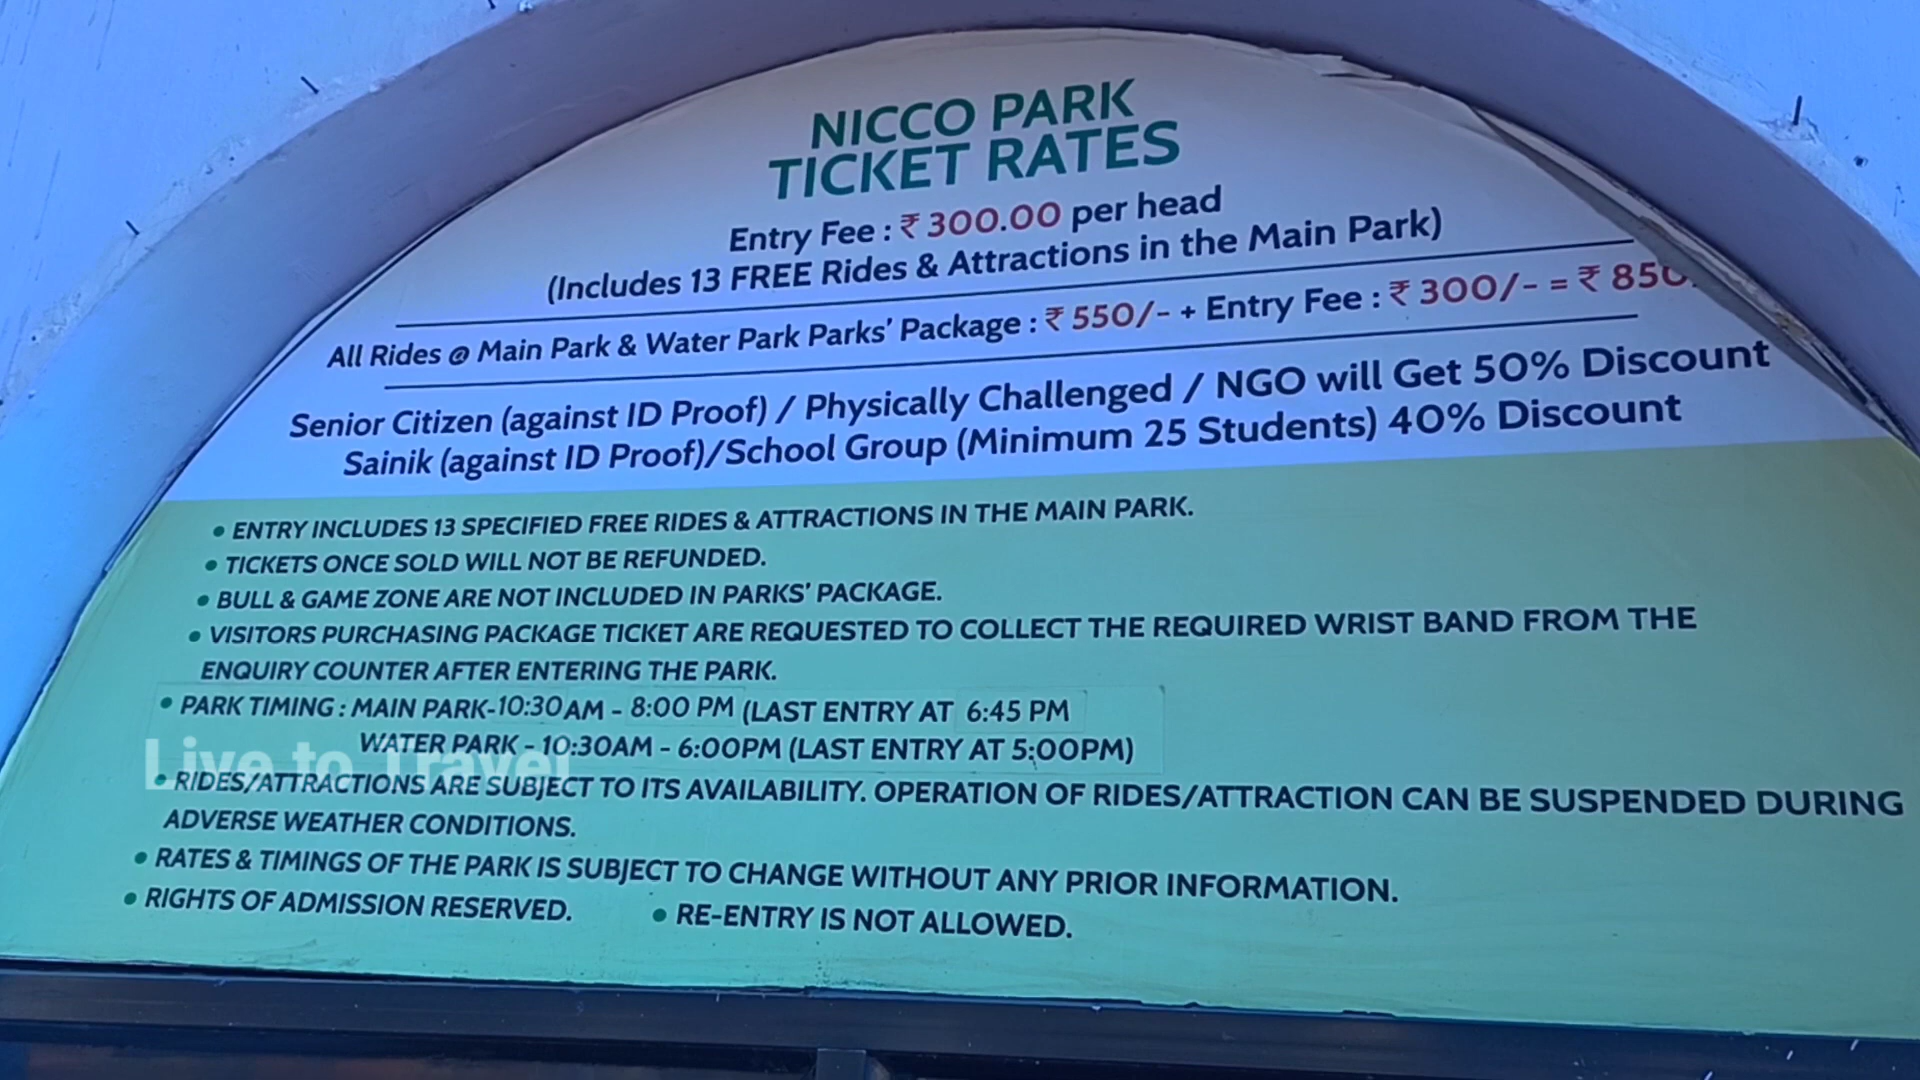 NICCO PARK
TICKET RATES
Entry Fee : ₹ 300.00 per head
(Includes 13 FREE Rides & Attractions in the Main Park)
All Rides @ Main Park & Water Park Parks' Package : ₹ 550/- + Entry Fee : ₹ 300/- = ₹ 850
Senior Citizen (against ID Proof) / Physically Challenged / NGO will Get 50% Discount
Sainik (against ID Proof)/School Group (Minimum 25 Students) 40% Discount
• ENTRY INCLUDES 13 SPECIFIED FREE RIDES & ATTRACTIONS IN THE MAIN PARK.
• TICKETS ONCE SOLD WILL NOT BE REFUNDED.
• BULL & GAME ZONE ARE NOT INCLUDED IN PARKS' PACKAGE.
• VISITORS PURCHASING PACKAGE TICKET ARE REQUESTED TO COLLECT THE REQUIRED WRIST BAND FROM THE
ENQUIRY COUNTER AFTER ENTERING THE PARK.
• PARK TIMING : MAIN PARK-10:30AM - 8:00 PM (LAST ENTRY AT 6:45 PM
WATER PARK - 10:30AM - 6:00PM (LAST ENTRY AT 5:00PM)
Live to Travel
• RIDES/ATTRACTIONS ARE SUBJECT TO ITS AVAILABILITY. OPERATION OF RIDES/ATTRACTION CAN BE SUSPENDED DURING
ADVERSE WEATHER CONDITIONS.
• RATES & TIMINGS OF THE PARK IS SUBJECT TO CHANGE WITHOUT ANY PRIOR INFORMATION.
• RIGHTS OF ADMISSION RESERVED. • RE-ENTRY IS NOT ALLOWED.